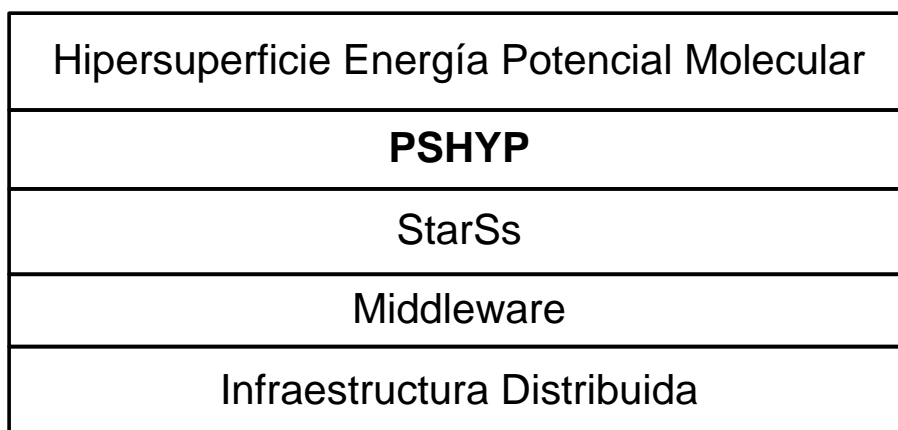 Hipersuperficie Energía Potencial Molecular
PSHYP
StarSs
Middleware
Infraestructura Distribuida